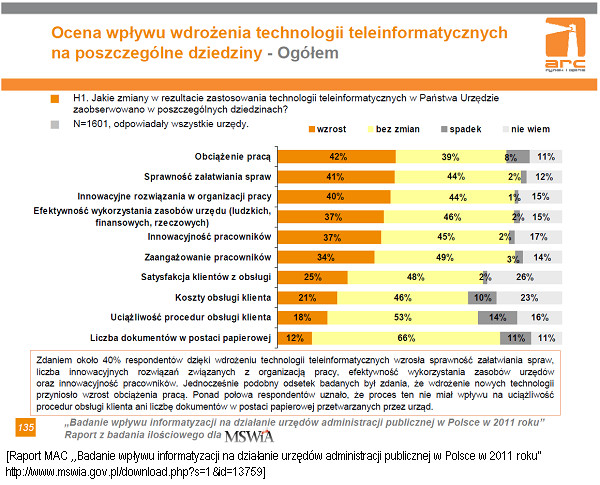 Ocena wpływu wdrożenia technologii teleinformatycznych
na poszczególne dziedziny - Ogółem
arc
rynek i opinia
H1. Jakie zmiany w rezultacie zastosowania technologii teleinformatycznych w Państwa Urzędzie
zaobserwowano w poszczególnych dziedzinach?
N=1601, odpowiadały wszystkie urzędy.
wzrost bez zmian spadek nie wiem
Obciążenie pracą 42% 39% 8% 11%
Sprawność załatwiania spraw 41% 44% 2% 12%
Innowacyjne rozwiązania w organizacji pracy 40% 44% 1% 15%
Efektywność wykorzystania zasobów urzędu (ludzkich,
finansowych, rzeczowych) 37% 46% 2% 15%
Innowacyjność pracowników 37% 45% 2% 17%
Zaangażowanie pracowników 34% 49% 3% 14%
Satysfakcja klientów z obsługi 25% 48% 2% 26%
Koszty obsługi klienta 21% 46% 10% 23%
Uciążliwość procedur obsługi klienta 18% 53% 14% 16%
Liczba dokumentów w postaci papierowej 12% 66% 11% 11%
Zdaniem około 40% respondentów dzięki wdrożeniu technologii teleinformatycznych wzrosła sprawność załatwiania spraw,
liczba innowacyjnych rozwiązań związanych z organizacją pracy, efektywność wykorzystania zasobów urzędów
oraz innowacyjność pracowników. Jednocześnie podobny odsetek badanych był zdania, że wdrożenie nowych technologii
przyniosło wzrost obciążenia pracą. Ponad połowa respondentów uznało, że proces ten nie miał wpływu na uciążliwość
procedur obsługi klienta ani liczbę dokumentów w postaci papierowej przetwarzanych przez urząd.
135 „Badanie wpływu informatyzacji na działanie urzędów administracji publicznej w Polsce w 2011 roku"
Raport z badania ilościowego dla MSWiA
[Raport MAC ,,Badanie wpływu informatyzacji na działanie urzędów administracji publicznej w Polsce w 2011 roku"
http://www.mswia.gov.pl/download.php?s=1&id=13759]